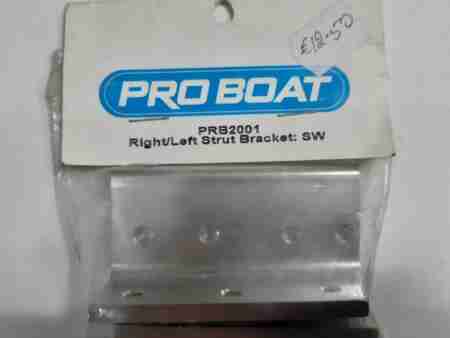 £12-50
PRO BOAT
PRB2001
Right/Left Strut Bracket: SW